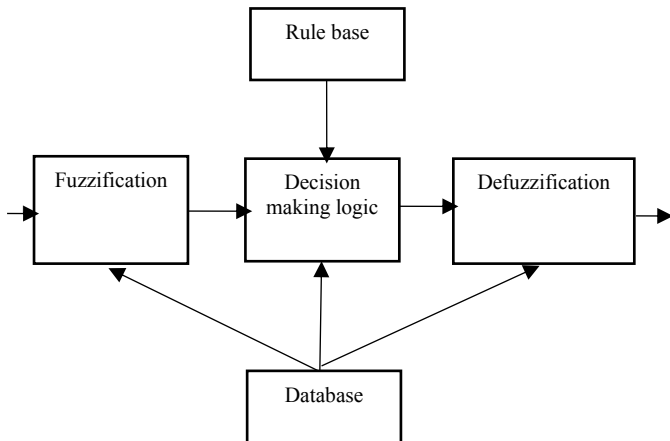 Rule base
Fuzzification
Decision
making logic
Defuzzification
Database